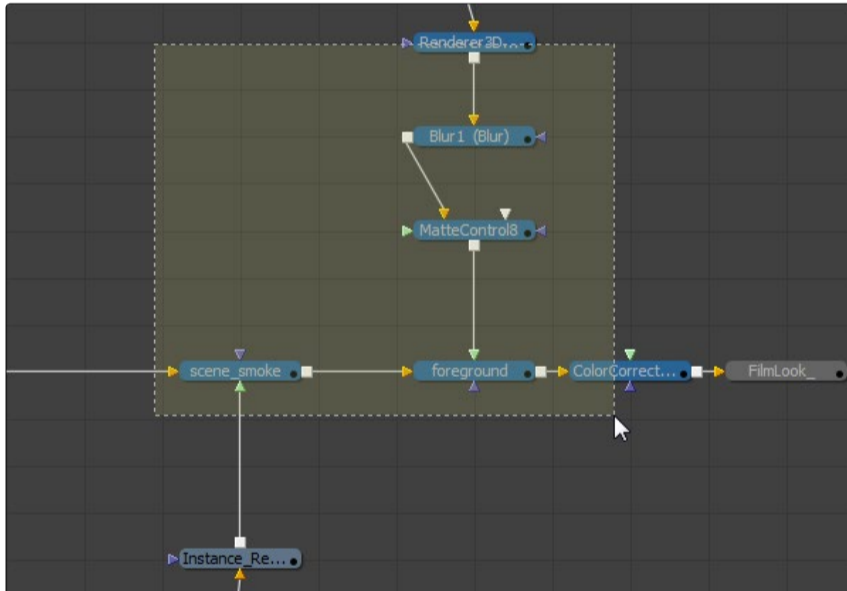 Renderer3D...
Blur1 (Blur)
MatteControl8
scene_smoke
foreground
ColorCorrect...
FilmLook_
Instance_Re...